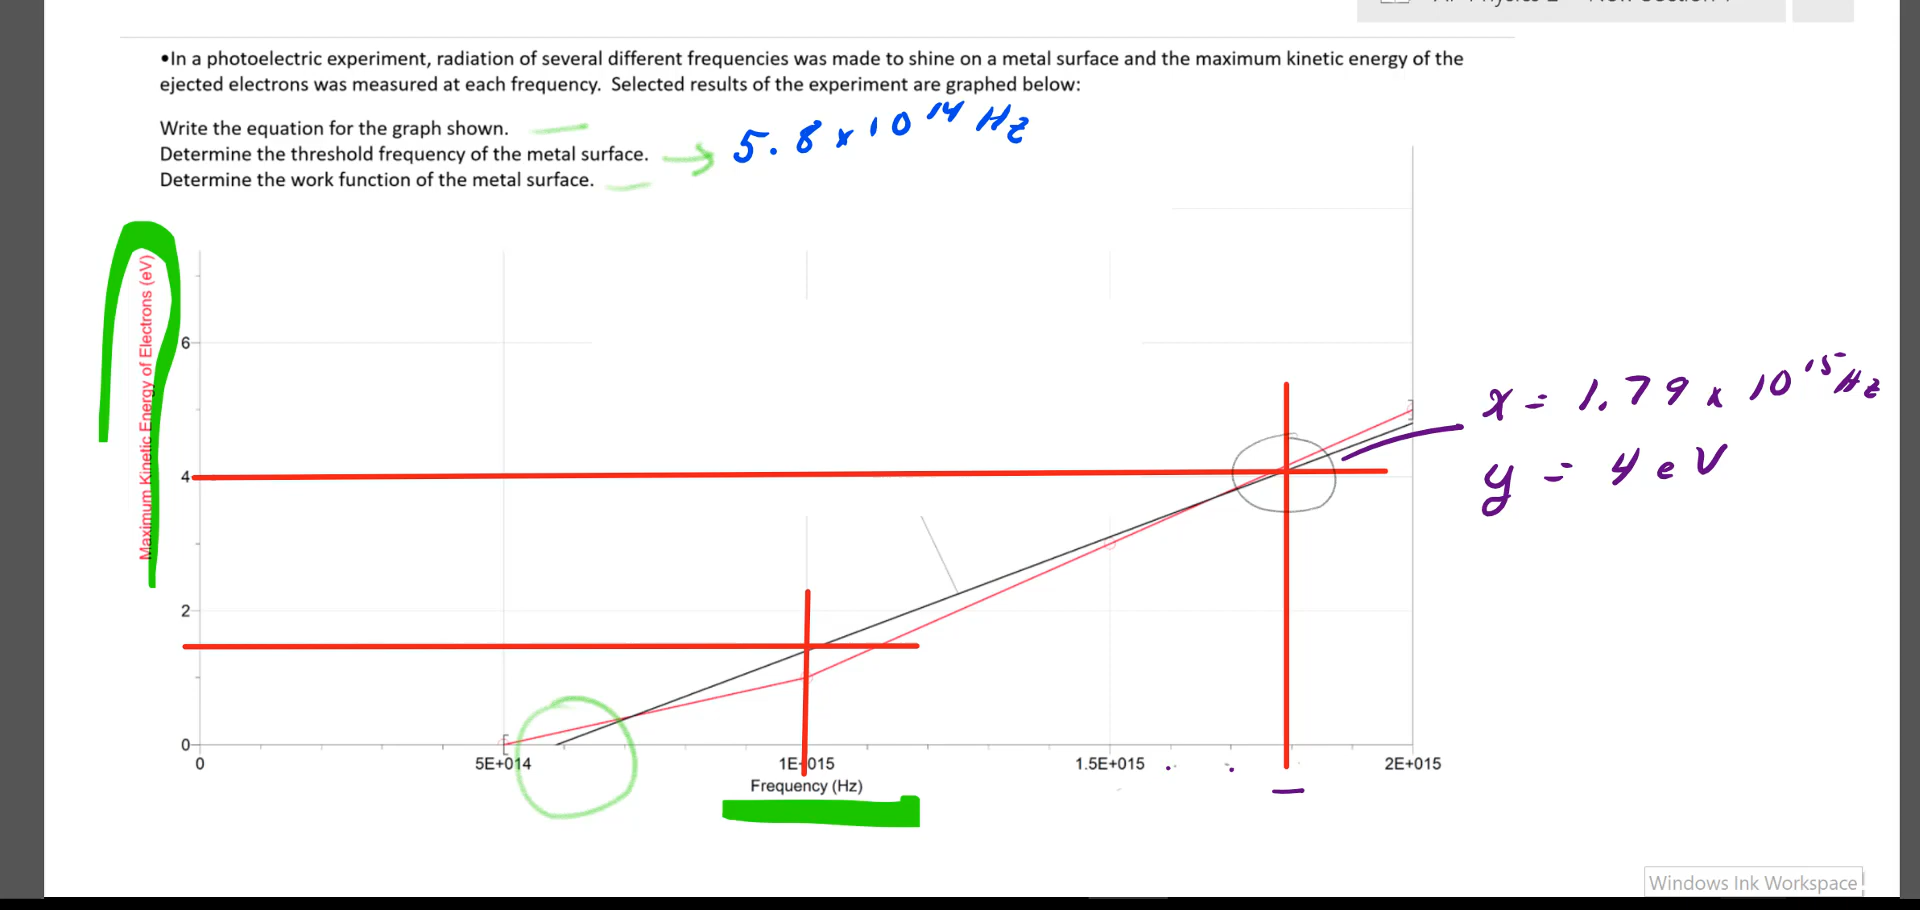 •In a photoelectric experiment, radiation of several different frequencies was made to shine on a metal surface and the maximum kinetic energy of the
ejected electrons was measured at each frequency. Selected results of the experiment are graphed below:
Write the equation for the graph shown.
Determine the threshold frequency of the metal surface.
Determine the work function of the metal surface.
5.8 x 10^14 Hz
Maximum Kinetic Energy of Electrons (eV)
6
4
2
0
x = 1.79 x 10^15 Hz
y = 4 eV
0 5E+014 1E+015 1.5E+015 2E+015
Frequency (Hz)
Windows Ink Workspace